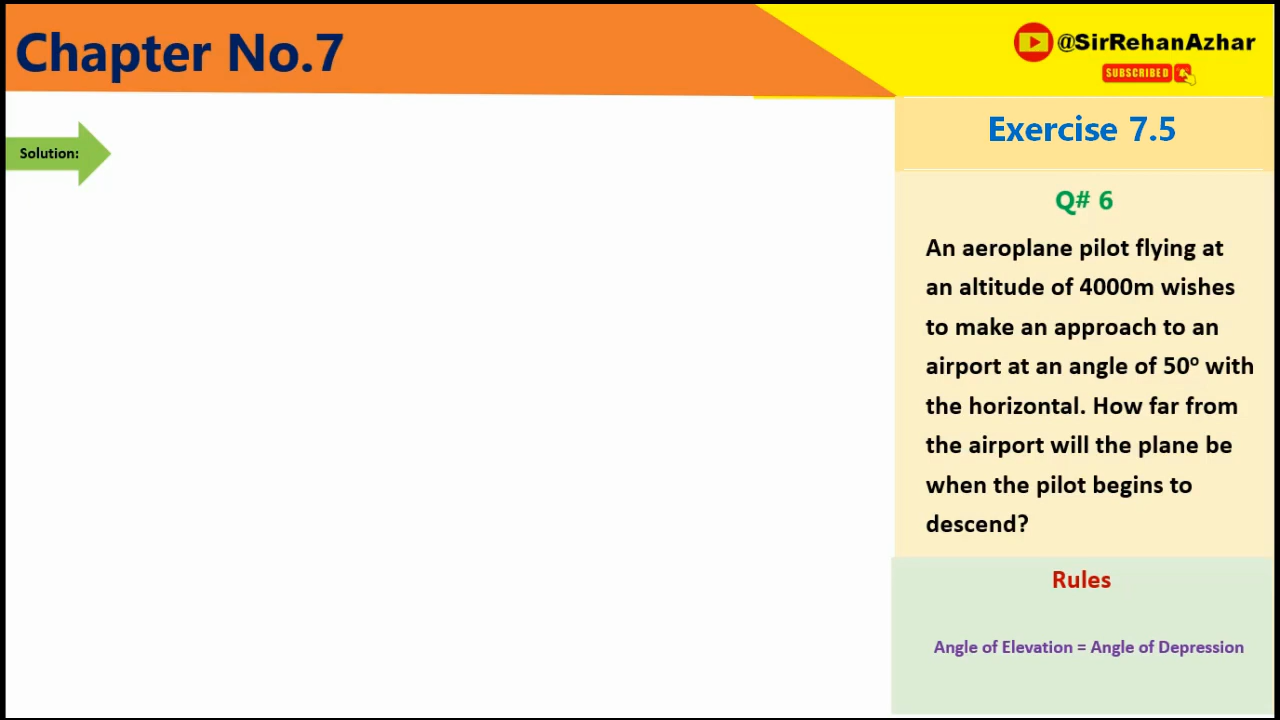 Chapter No.7
@SirRehanAzhar
SUBSCRIBED
Solution:
Exercise 7.5
Q# 6
An aeroplane pilot flying at
an altitude of 4000m wishes
to make an approach to an
airport at an angle of 50º with
the horizontal. How far from
the airport will the plane be
when the pilot begins to
descend?
Rules
Angle of Elevation = Angle of Depression